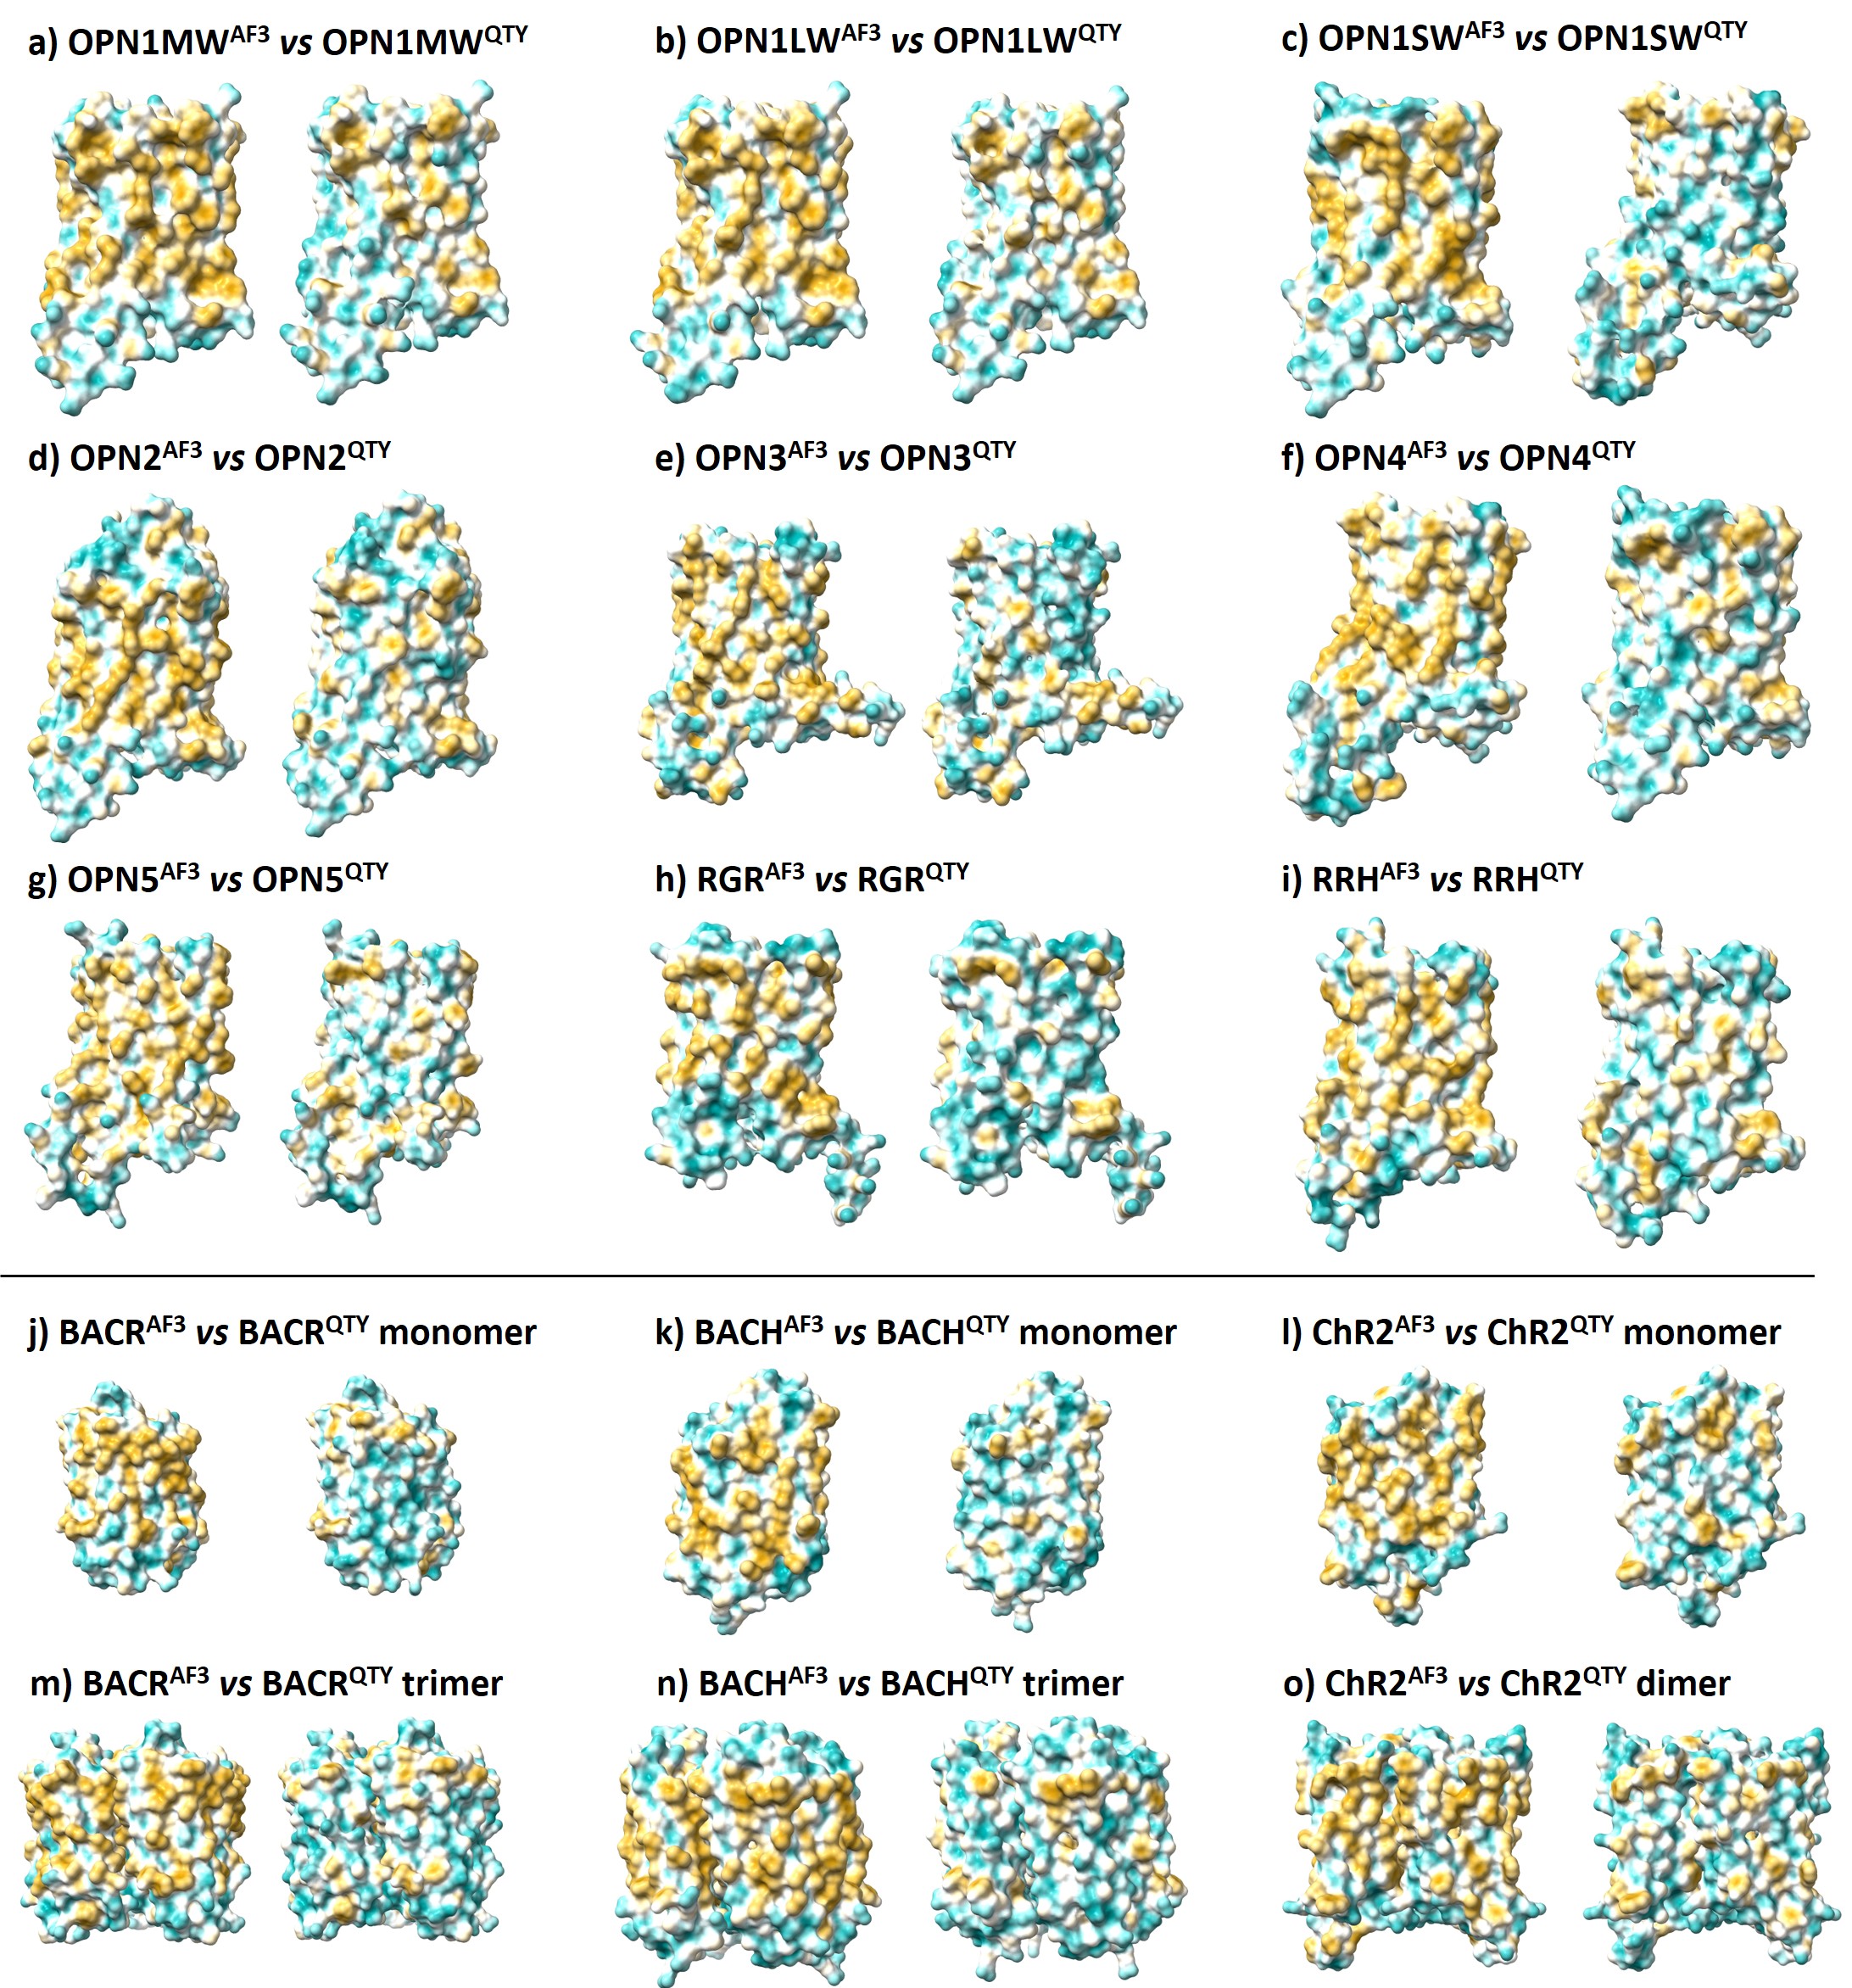 a) OPN1MWAF3 vs OPN1MWQTY
b) OPN1LWAF3 vs OPN1LWQTY
c) OPN1SWAF3 vs OPN1SWQTY
d) OPN2AF3 vs OPN2QTY
e) OPN3AF3 vs OPN3QTY
f) OPN4AF3 vs OPN4QTY
g) OPN5AF3 vs OPN5QTY
h) RGRAF3 vs RGRQTY
i) RRHAF3 vs RRHQTY
j) BACRAF3 vs BACRQTY monomer
k) BACHAF3 vs BACHQTY monomer
l) ChR2AF3 vs ChR2QTY monomer
m) BACRAF3 vs BACRQTY trimer
n) BACHAF3 vs BACHQTY trimer
o) ChR2AF3 vs ChR2QTY dimer